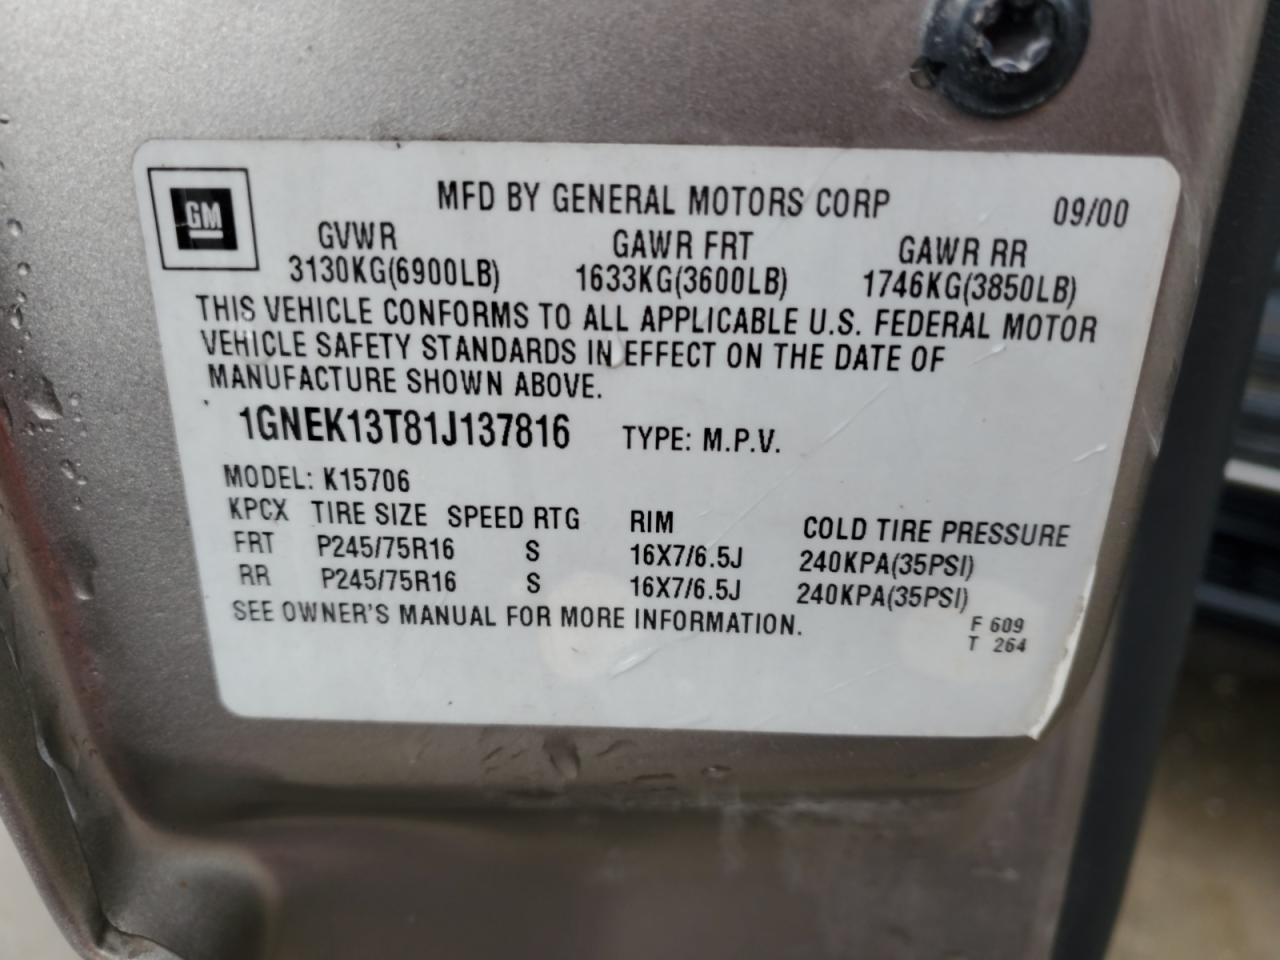 GM
MFD BY GENERAL MOTORS CORP 09/00
GVWR GAWR FRT GAWR RR
3130KG(6900LB) 1633KG(3600LB) 1746KG(3850LB)
THIS VEHICLE CONFORMS TO ALL APPLICABLE U.S. FEDERAL MOTOR
VEHICLE SAFETY STANDARDS IN EFFECT ON THE DATE OF
MANUFACTURE SHOWN ABOVE.
1GNEK13T81J137816 TYPE: M.P.V.
MODEL: K15706
KPCX TIRE SIZE SPEED RTG RIM COLD TIRE PRESSURE
FRT P245/75R16 S 16X7/6.5J 240KPA(35PSI)
RR P245/75R16 S 16X7/6.5J 240KPA(35PSI)
SEE OWNER'S MANUAL FOR MORE INFORMATION.
F 609
T 264